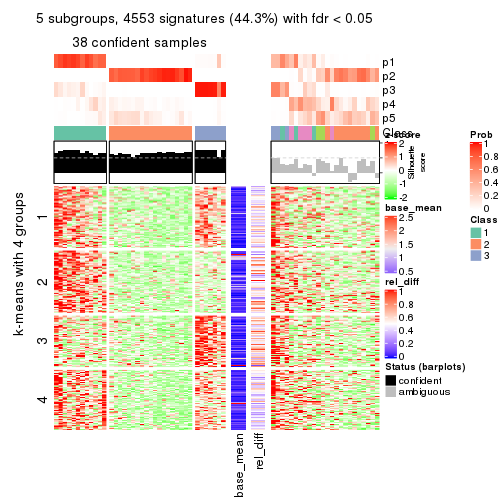 5 subgroups, 4553 signatures (44.3%) with fdr < 0.05
38 confident samples
p1
p2
p3
p4
p5
Class
Silhouette
score
k-means with 4 groups
1
2
3
4
base_mean
rel_diff
z-score
2
1
0
-1
-2
base_mean
2.5
2
1.5
1
0.5
rel_diff
1
0.8
0.6
0.4
0.2
0
Status (barplots)
confident
ambiguous
Prob
1
0.8
0.6
0.4
0.2
0
Class
1
2
3